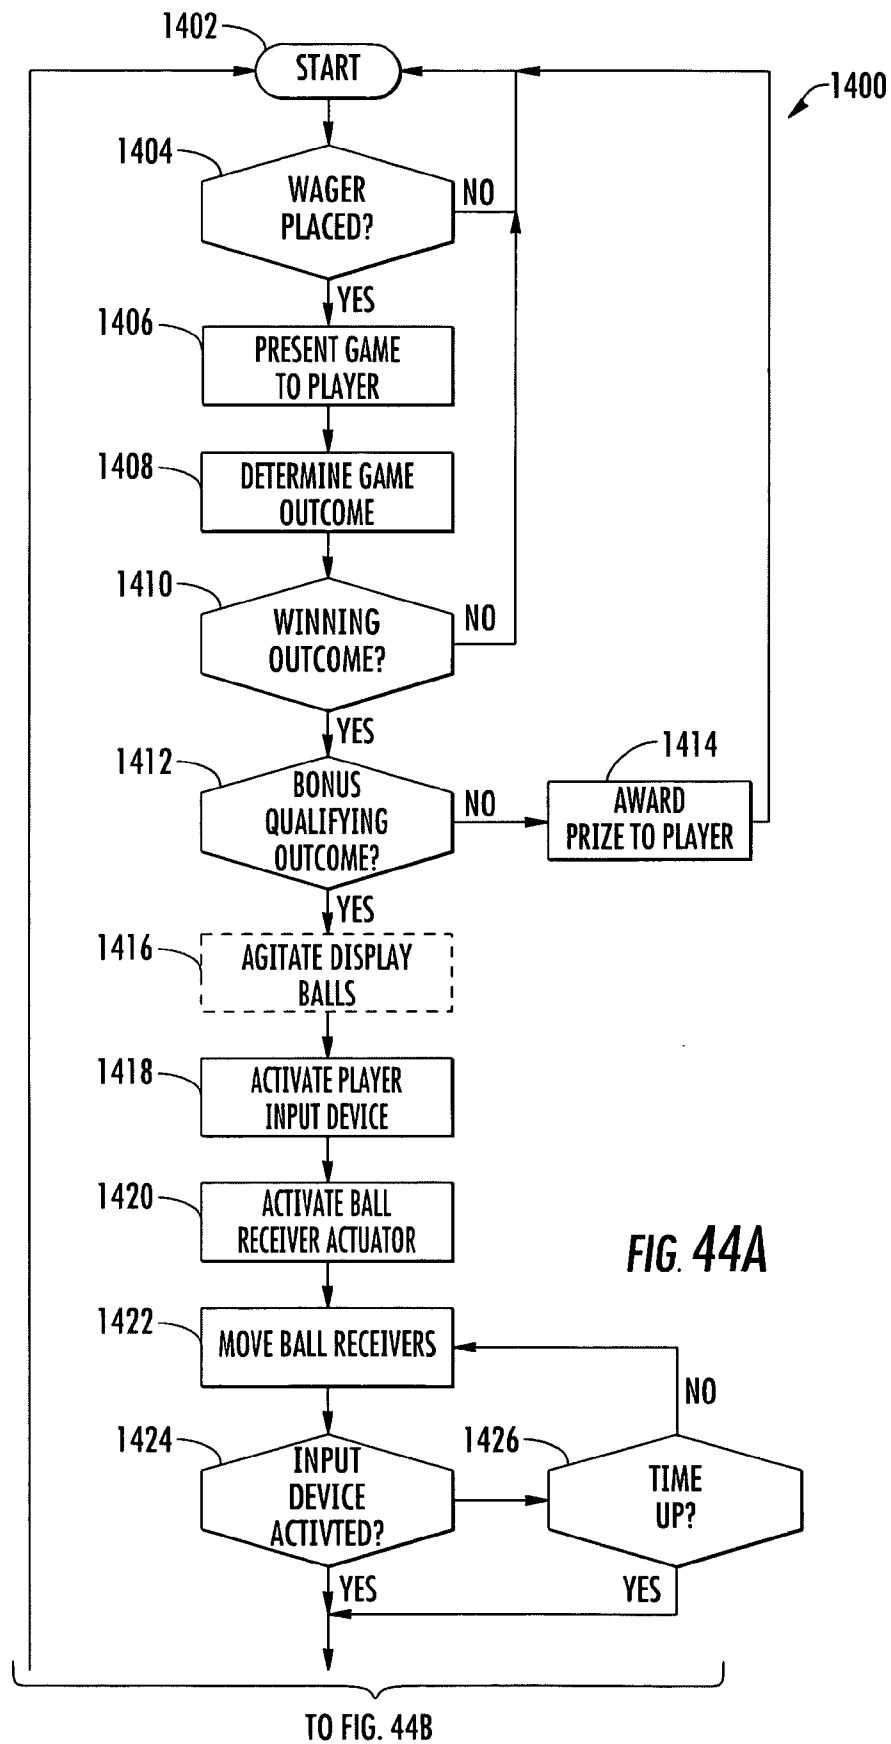 1402
START
1400
1404
WAGER
PLACED?
NO
YES
1406
PRESENT GAME
TO PLAYER
1408
DETERMINE GAME
OUTCOME
1410
WINNING
OUTCOME?
NO
YES
1412
BONUS
QUALIFYING
OUTCOME?
NO
1414
AWARD
PRIZE TO PLAYER
YES
1416
AGITATE DISPLAY
BALLS
1418
ACTIVATE PLAYER
INPUT DEVICE
1420
ACTIVATE BALL
RECEIVER ACTUATOR
FIG. 44A
1422
MOVE BALL RECEIVERS
NO
1424
INPUT
DEVICE
ACTIVTED?
1426
TIME
UP?
YES
YES
TO FIG. 44B